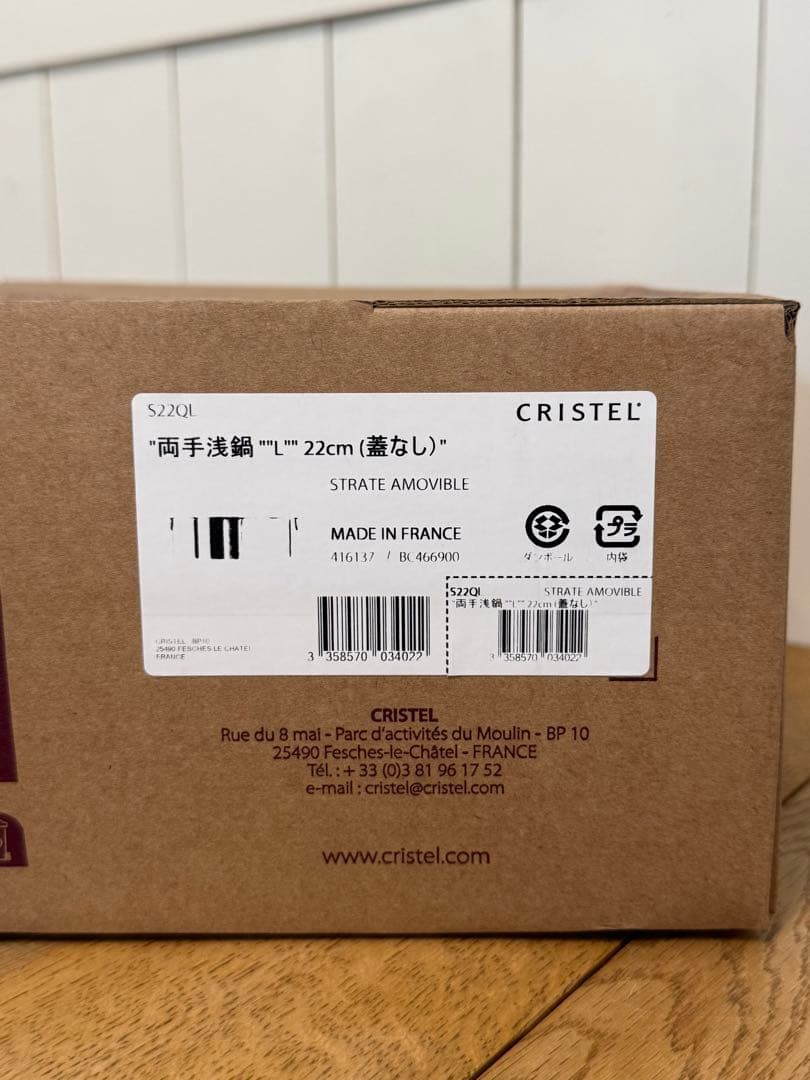 S22QL
CRISTEL®
"両手浅鍋 ""L"" 22cm (蓋なし) "
STRATE AMOVIBLE
MADE IN FRANCE
416137 / BC466900
ダンボール
プラ
内袋
CRISTEL BP10
25490 FESCHES LE CHATEL
FRANCE
3 358570 034022
S22QL
STRATE AMOVIBLE
"両手浅鍋 ""L"" 22cm (蓋なし) "
3 358570 034022
CRISTEL
Rue du 8 mai - Parc d'activités du Moulin - BP 10
25490 Fesches-le-Châtel - FRANCE
Tél. : + 33 (0)3 81 96 17 52
e-mail : cristel@cristel.com
www.cristel.com